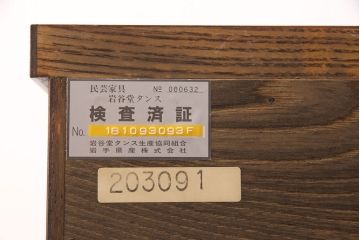 民芸家具 № 000632
岩谷堂タンス
検査済証
No. 1B1093093F
岩谷堂タンス生産協同組合
岩手県産株式会社
203091